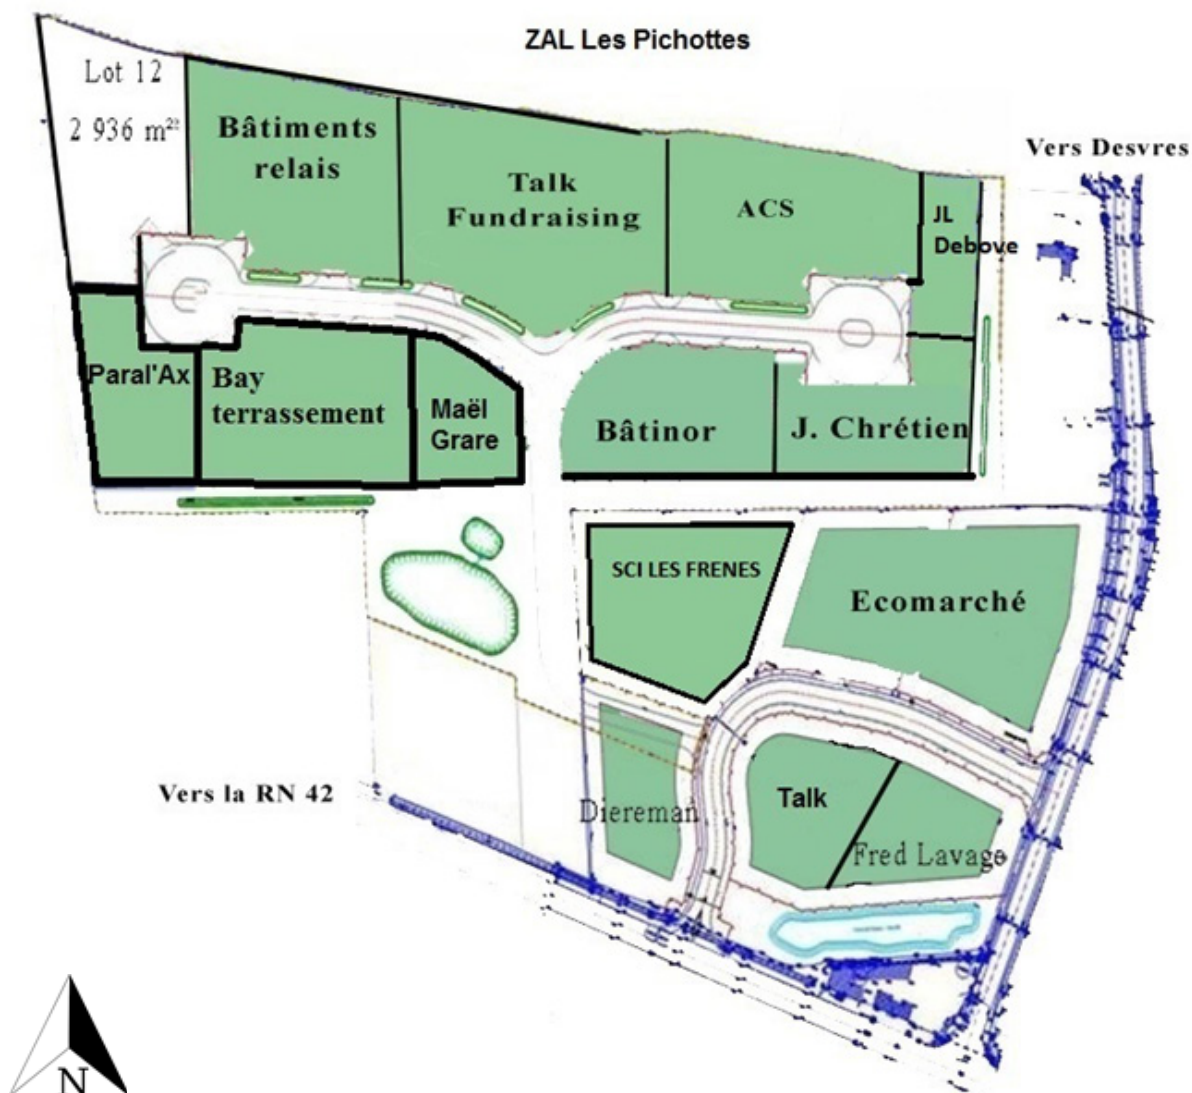 ZAL Les Pichottes
Lot 12
2 936 m²
Bâtiments
relais
Talk
Fundraising
ACS
JL
Debove
Vers Desvres
Paral'Ax
Bay
terrassement
Maël
Grare
Bâtinor
J. Chrétien
SCI LES FRENES
Ecomarché
Vers la RN 42
Diereman
Talk
Fred Lavage
N